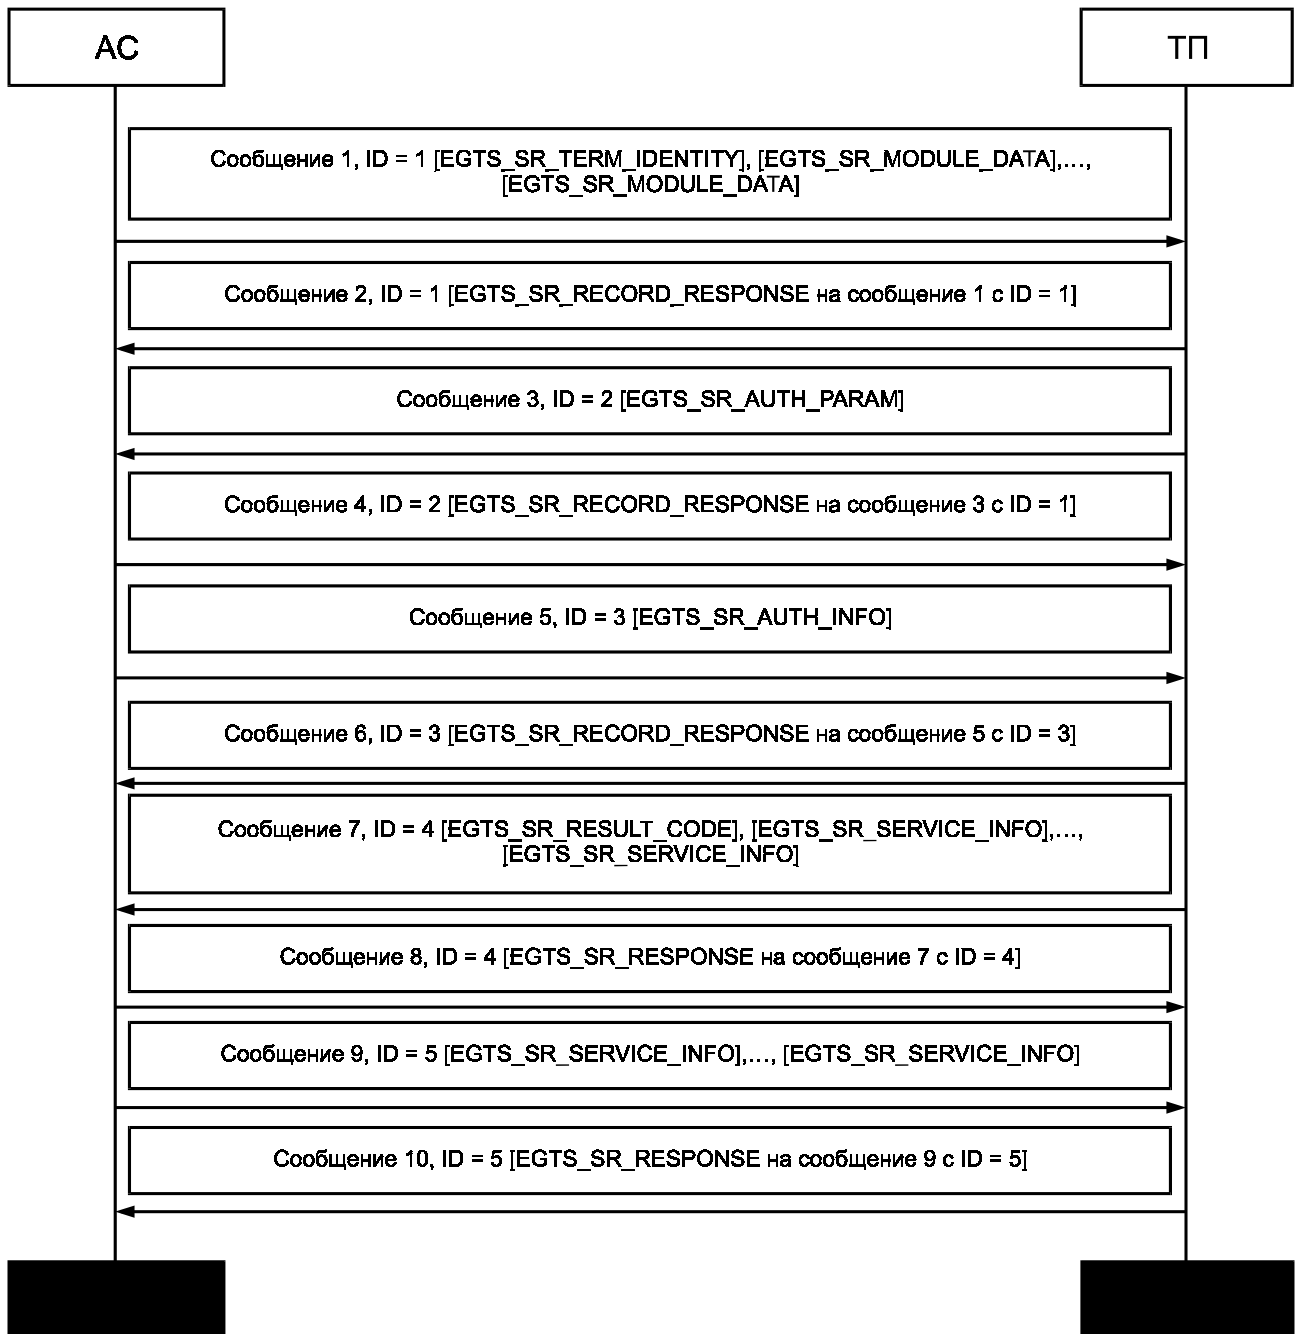 АС
ТП
Сообщение 1, ID = 1 [EGTS_SR_TERM_IDENTITY], [EGTS_SR_MODULE_DATA],...,
[EGTS_SR_MODULE_DATA]
Сообщение 2, ID = 1 [EGTS_SR_RECORD_RESPONSE на сообщение 1 с ID = 1]
Сообщение 3, ID = 2 [EGTS_SR_AUTH_PARAM]
Сообщение 4, ID = 2 [EGTS_SR_RECORD_RESPONSE на сообщение 3 с ID = 1]
Сообщение 5, ID = 3 [EGTS_SR_AUTH_INFO]
Сообщение 6, ID = 3 [EGTS_SR_RECORD_RESPONSE на сообщение 5 с ID = 3]
Сообщение 7, ID = 4 [EGTS_SR_RESULT_CODE], [EGTS_SR_SERVICE_INFO],...,
[EGTS_SR_SERVICE_INFO]
Сообщение 8, ID = 4 [EGTS_SR_RESPONSE на сообщение 7 с ID = 4]
Сообщение 9, ID = 5 [EGTS_SR_SERVICE_INFO],..., [EGTS_SR_SERVICE_INFO]
Сообщение 10, ID = 5 [EGTS_SR_RESPONSE на сообщение 9 с ID = 5]